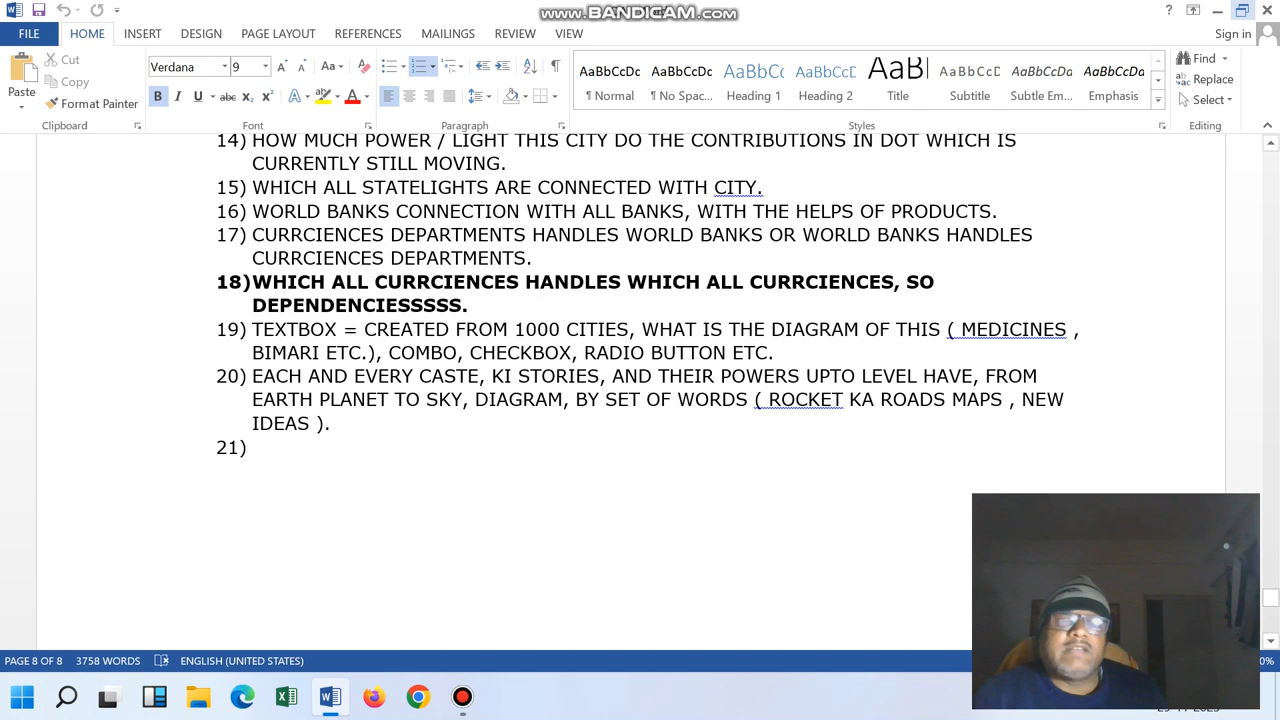 www.BANDICAM.com
FILE HOME INSERT DESIGN PAGE LAYOUT REFERENCES MAILINGS REVIEW VIEW Sign in
Paste
Cut
Copy
Format Painter
Verdana 9
AaBbCcDc AaBbCcDc AaBbCc AaBbCcD AaBl AaBbCcD AaBbCcDc AaBbCcDc
¶ Normal ¶ No Spac... Heading 1 Heading 2 Title Subtitle Subtle Em... Emphasis
Find
Replace
Select
Clipboard Font Paragraph Styles Editing
14) HOW MUCH POWER / LIGHT THIS CITY DO THE CONTRIBUTIONS IN DOT WHICH IS
CURRENTLY STILL MOVING.
15) WHICH ALL STATELIGHTS ARE CONNECTED WITH CITY.
16) WORLD BANKS CONNECTION WITH ALL BANKS, WITH THE HELPS OF PRODUCTS.
17) CURRCIENCES DEPARTMENTS HANDLES WORLD BANKS OR WORLD BANKS HANDLES
CURRCIENCES DEPARTMENTS.
18)WHICH ALL CURRCIENCES HANDLES WHICH ALL CURRCIENCES, SO
DEPENDENCIESSSSS.
19) TEXTBOX = CREATED FROM 1000 CITIES, WHAT IS THE DIAGRAM OF THIS ( MEDICINES ,
BIMARI ETC.), COMBO, CHECKBOX, RADIO BUTTON ETC.
20) EACH AND EVERY CASTE, KI STORIES, AND THEIR POWERS UPTO LEVEL HAVE, FROM
EARTH PLANET TO SKY, DIAGRAM, BY SET OF WORDS ( ROCKET KA ROADS MAPS , NEW
IDEAS ).
21)
PAGE 8 OF 8 3758 WORDS ENGLISH (UNITED STATES)